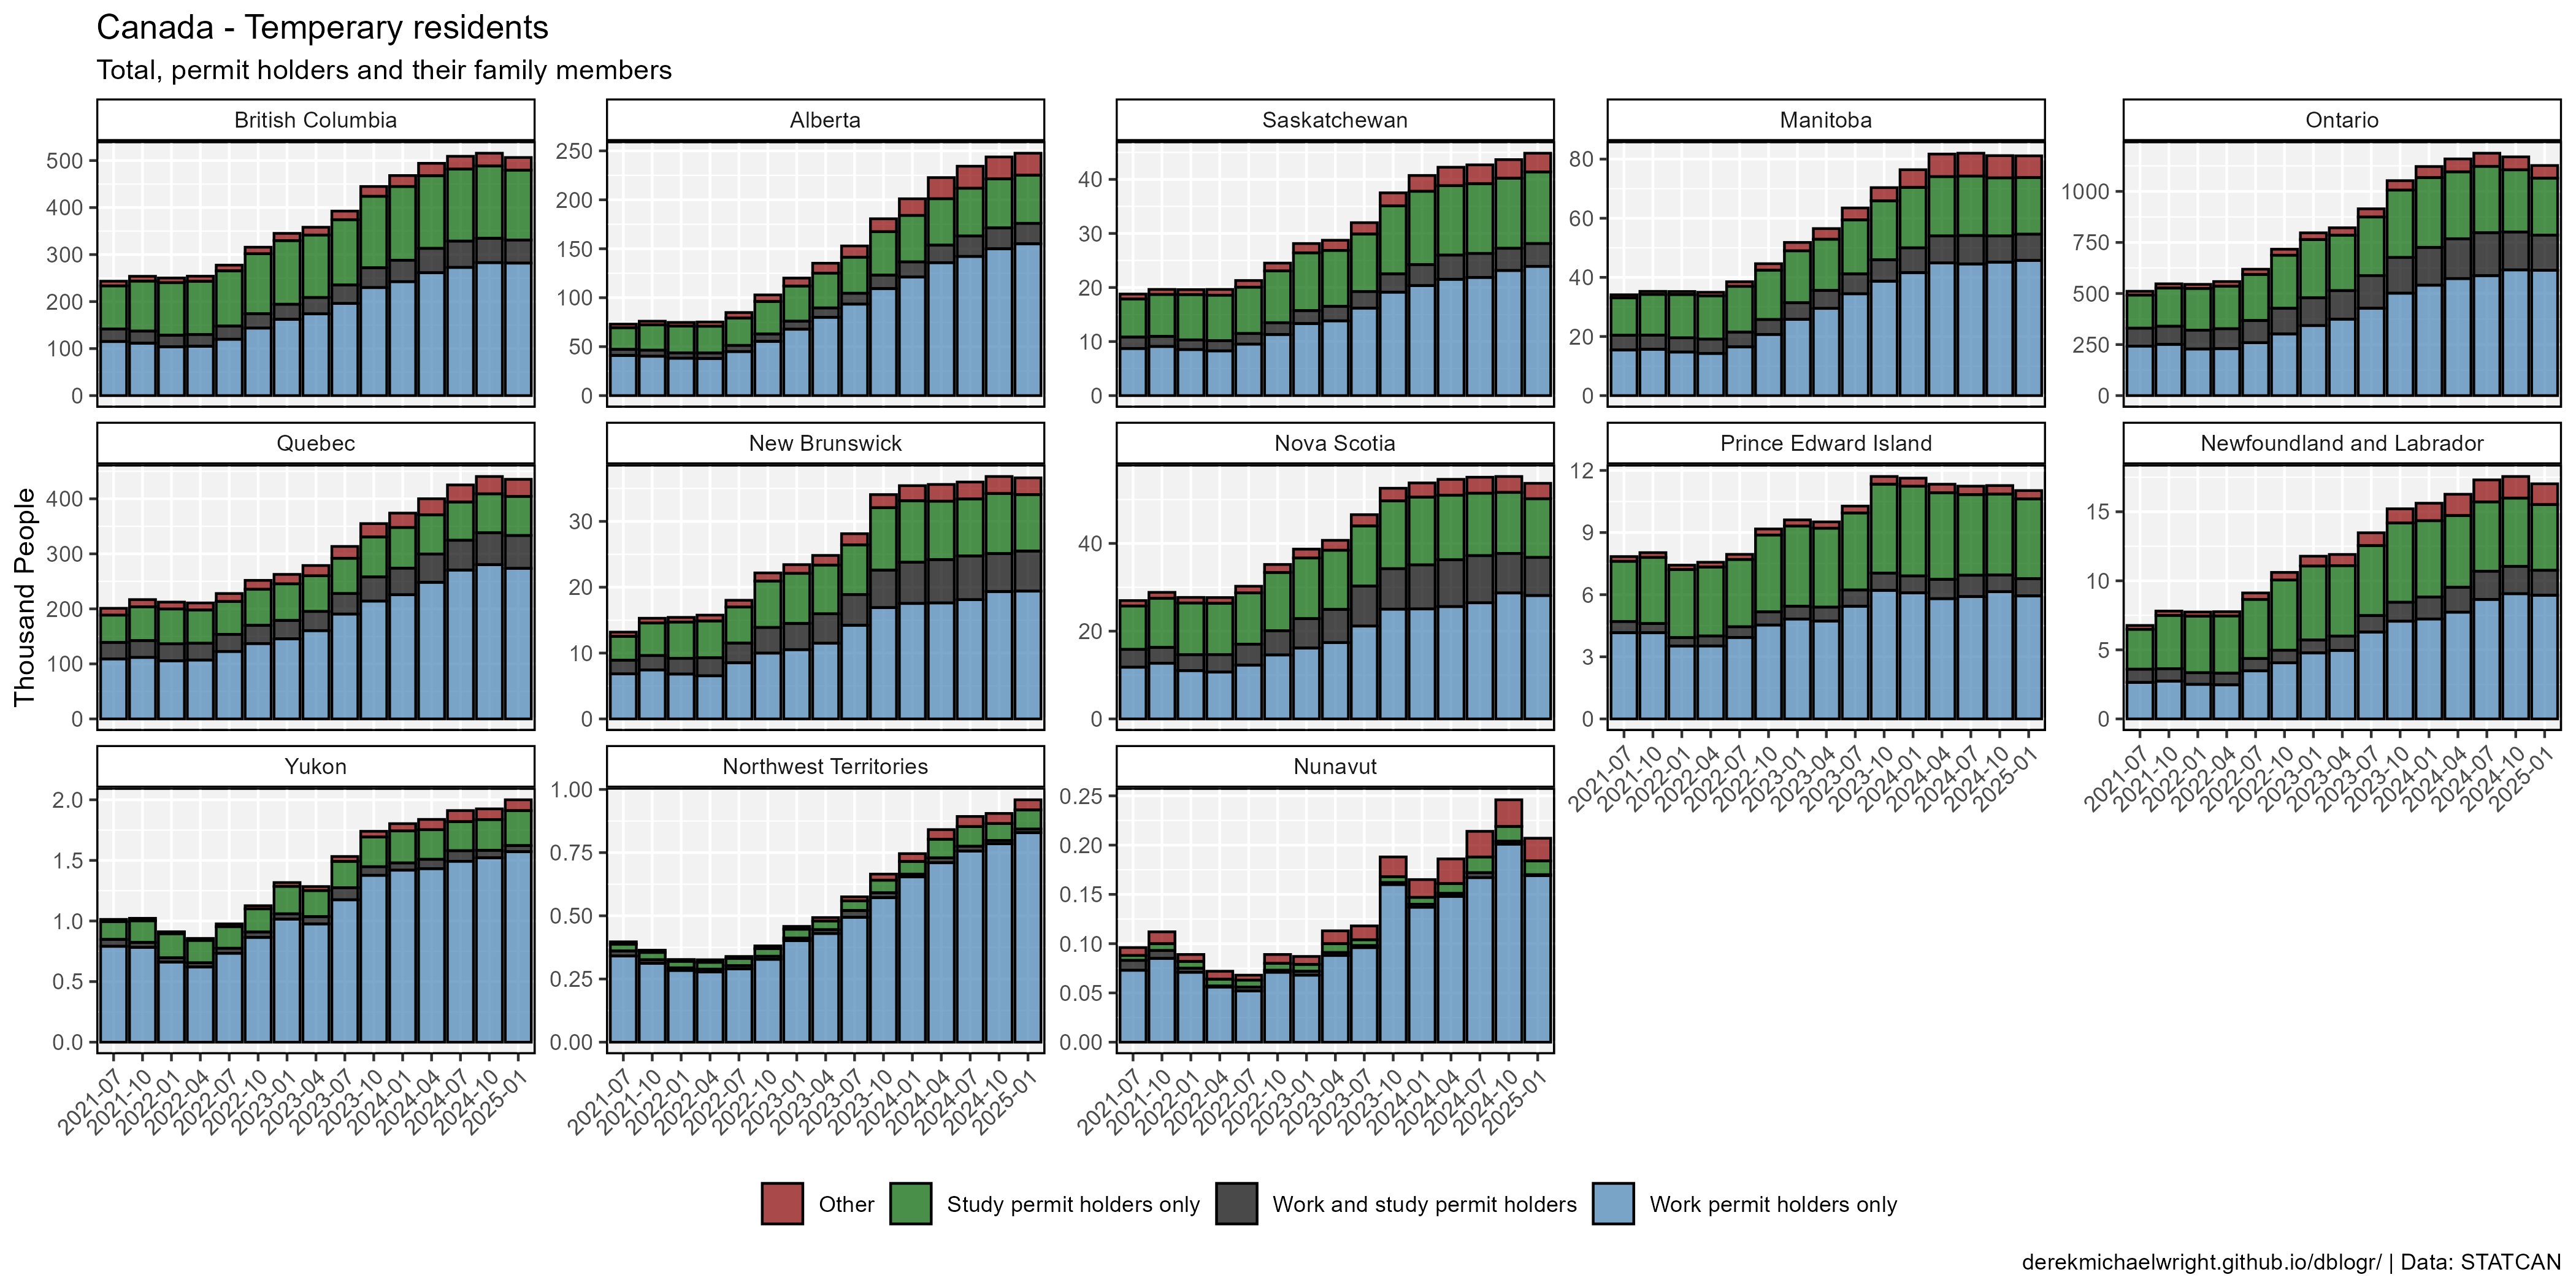 Canada - Temperary residents
Total, permit holders and their family members
British Columbia
Alberta
Saskatchewan
Manitoba
Ontario
500
400
300
200
100
0
250
200
150
100
50
0
40
30
20
10
0
80
60
40
20
0
1000
750
500
250
0
Thousand People
Quebec
New Brunswick
Nova Scotia
Prince Edward Island
Newfoundland and Labrador
400
300
200
100
0
30
20
10
0
40
20
0
12
9
6
3
0
15
10
5
0
2021-07 2021-10 2022-01 2022-04 2022-07 2022-10 2023-01 2023-04 2023-07 2023-10 2024-01 2024-04 2024-07 2024-10 2025-01
2021-07 2021-10 2022-01 2022-04 2022-07 2022-10 2023-01 2023-04 2023-07 2023-10 2024-01 2024-04 2024-07 2024-10 2025-01
Yukon
Northwest Territories
Nunavut
2.0
1.5
1.0
0.5
0.0
1.00
0.75
0.50
0.25
0.00
0.25
0.20
0.15
0.10
0.05
0.00
2021-07 2021-10 2022-01 2022-04 2022-07 2022-10 2023-01 2023-04 2023-07 2023-10 2024-01 2024-04 2024-07 2024-10 2025-01
2021-07 2021-10 2022-01 2022-04 2022-07 2022-10 2023-01 2023-04 2023-07 2023-10 2024-01 2024-04 2024-07 2024-10 2025-01
2021-07 2021-10 2022-01 2022-04 2022-07 2022-10 2023-01 2023-04 2023-07 2023-10 2024-01 2024-04 2024-07 2024-10 2025-01
Other
Study permit holders only
Work and study permit holders
Work permit holders only
derekmichaelwright.github.io/dblogr/ | Data: STATCAN